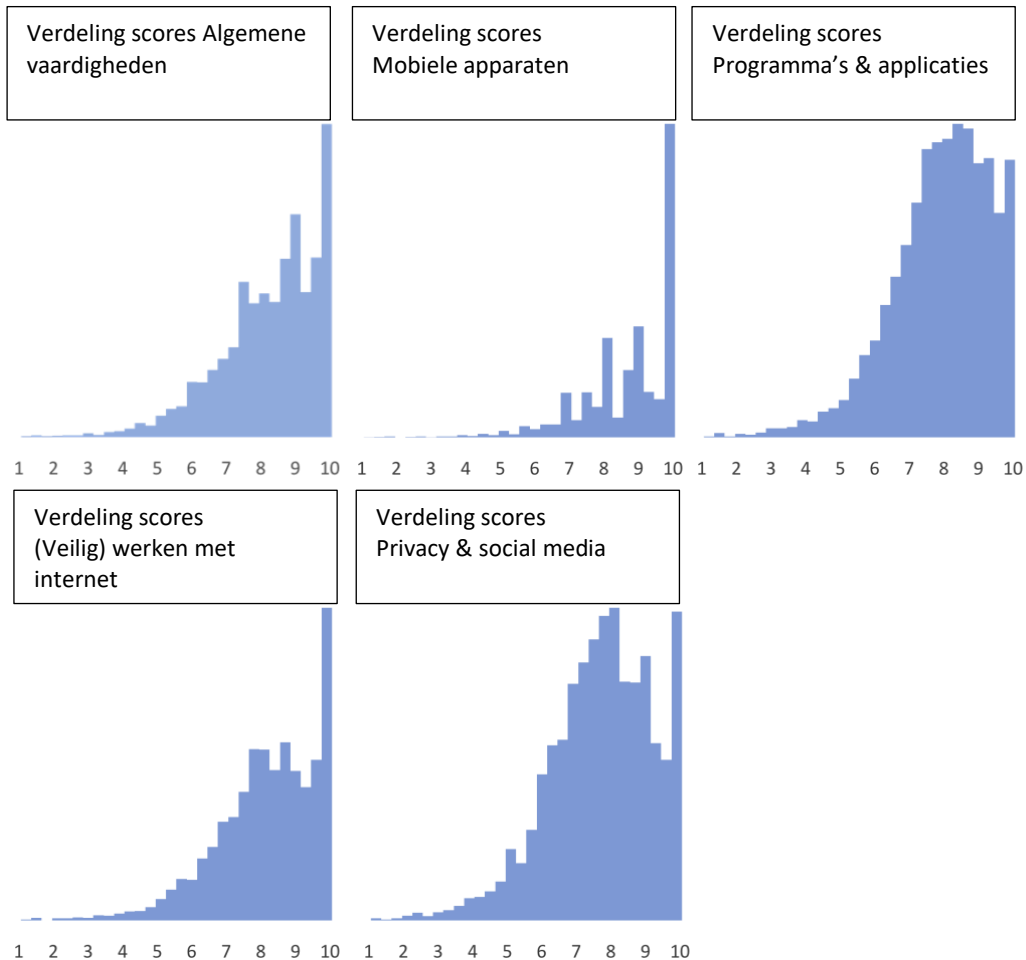 Verdeling scores Algemene
vaardigheden
Verdeling scores
Mobiele apparaten
Verdeling scores
Programma's & applicaties
1 2 3 4 5 6 7 8 9 10
1 2 3 4 5 6 7 8 9 10
1 2 3 4 5 6 7 8 9 10
Verdeling scores
(Veilig) werken met
internet
Verdeling scores
Privacy & social media
1 2 3 4 5 6 7 8 9 10
1 2 3 4 5 6 7 8 9 10